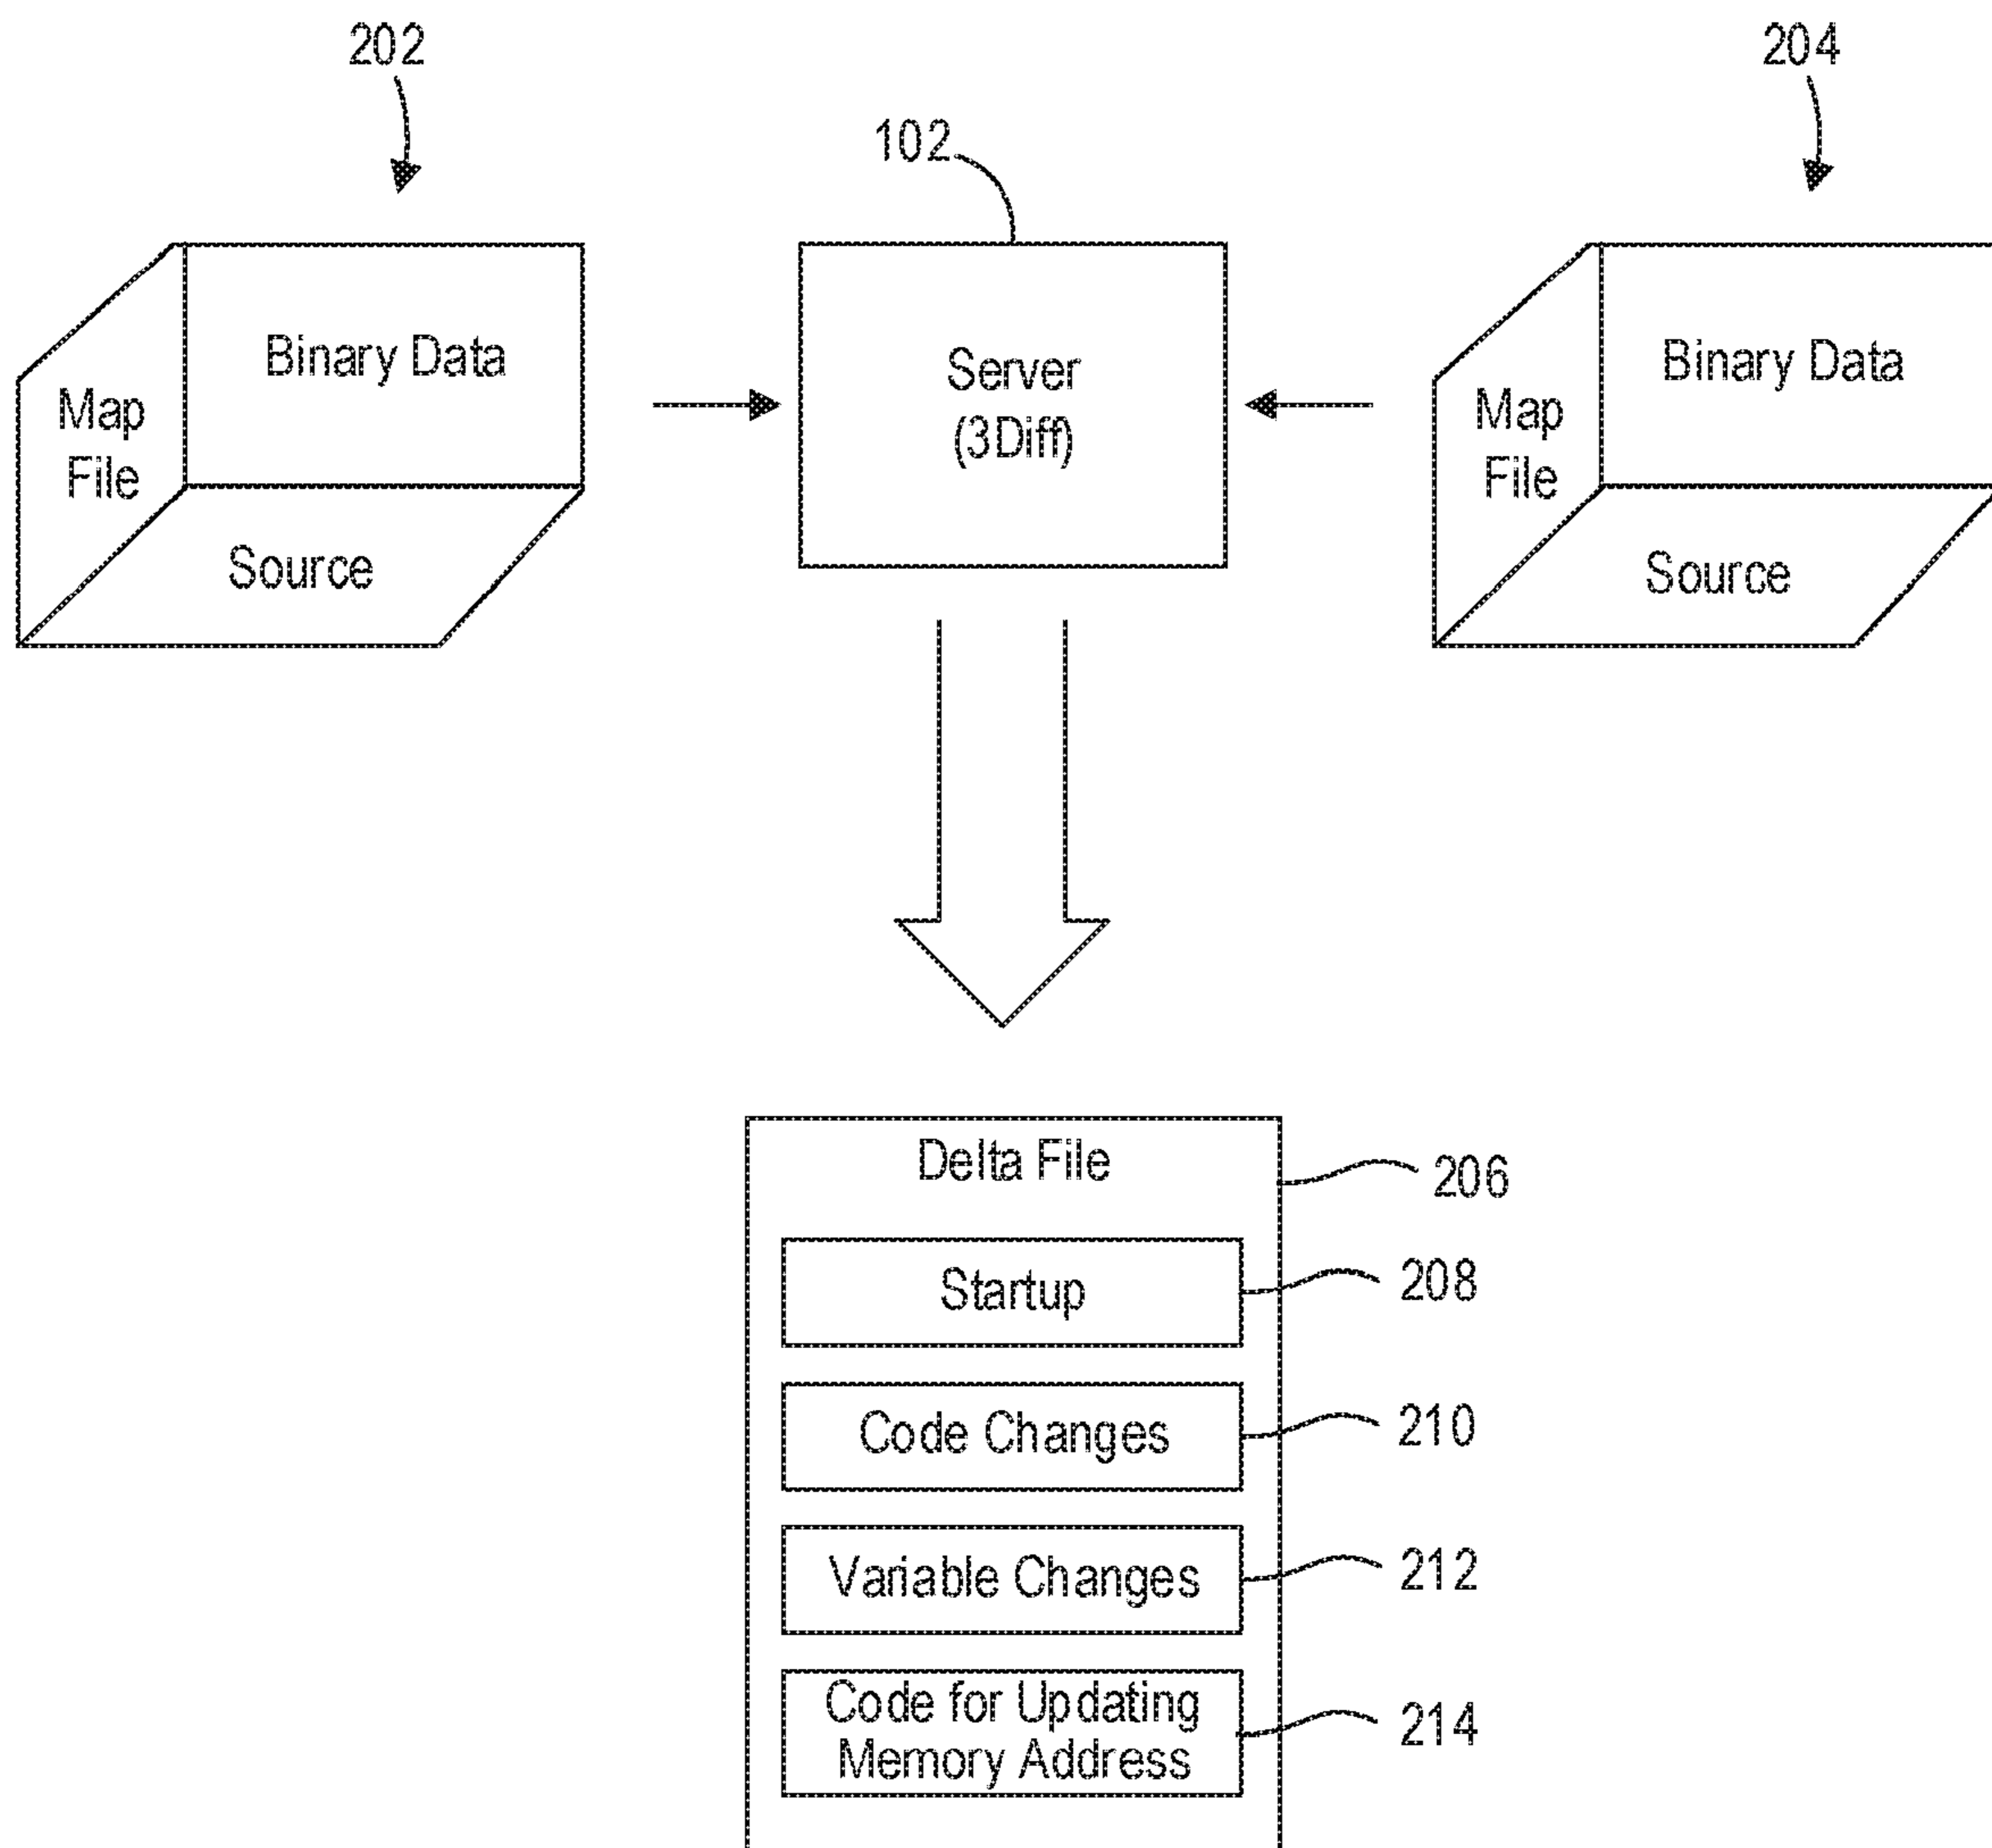 202
204
102
Binary Data
Map
File
Source
Server
(3Diff)
Binary Data
Map
File
Source
Delta File
206
Startup
208
Code Changes
210
Variable Changes
212
Code for Updating
Memory Address
214